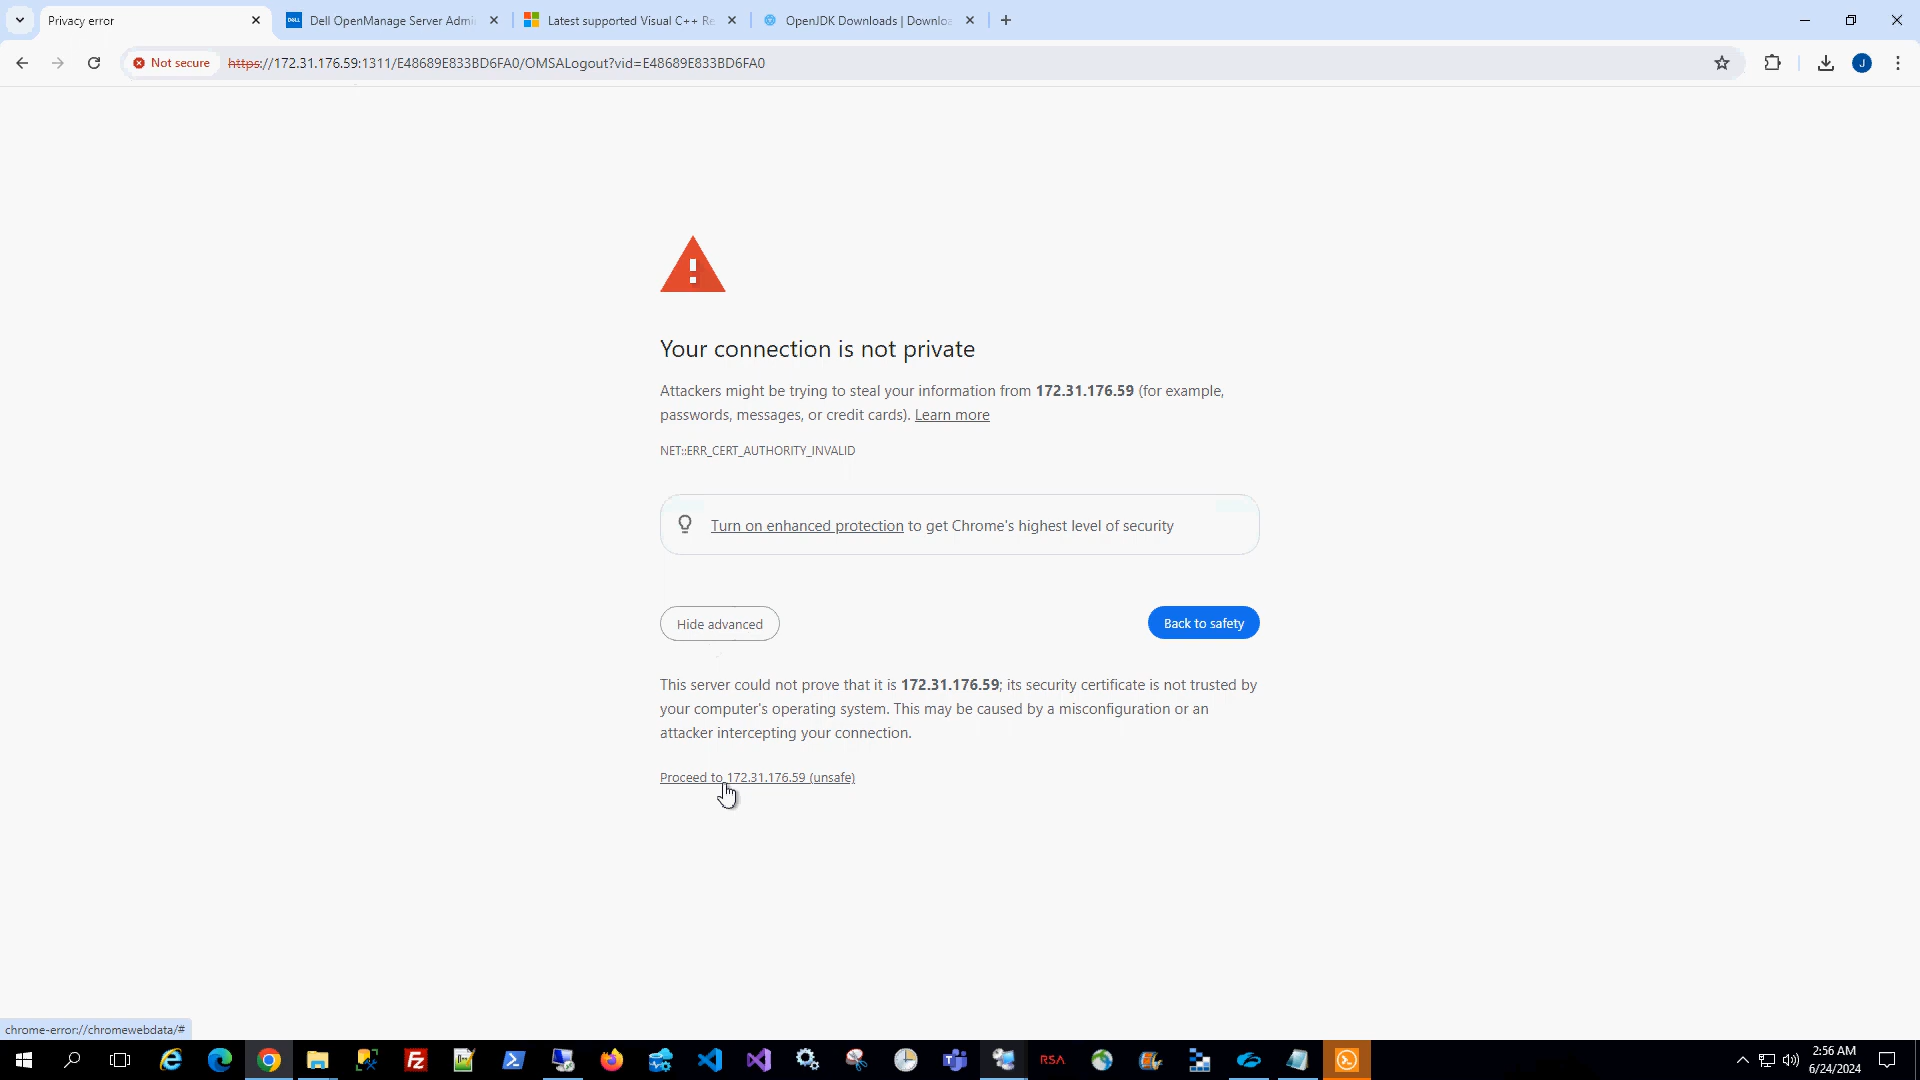 Privacy error
Dell OpenManage Server Admi
Latest supported Visual C++ Re
OpenJDK Downloads | Downloa
Not secure
https://172.31.176.59:1311/E48689E833BD6FA0/OMSALogout?vid=E48689E833BD6FA0
J
Your connection is not private
Attackers might be trying to steal your information from 172.31.176.59 (for example,
passwords, messages, or credit cards). Learn more
NET::ERR_CERT_AUTHORITY_INVALID
Turn on enhanced protection to get Chrome's highest level of security
Hide advanced
Back to safety
This server could not prove that it is 172.31.176.59; its security certificate is not trusted by
your computer's operating system. This may be caused by a misconfiguration or an
attacker intercepting your connection.
Proceed to 172.31.176.59 (unsafe)
chrome-error://chromewebdata/#
RSA
2:56 AM
6/24/2024